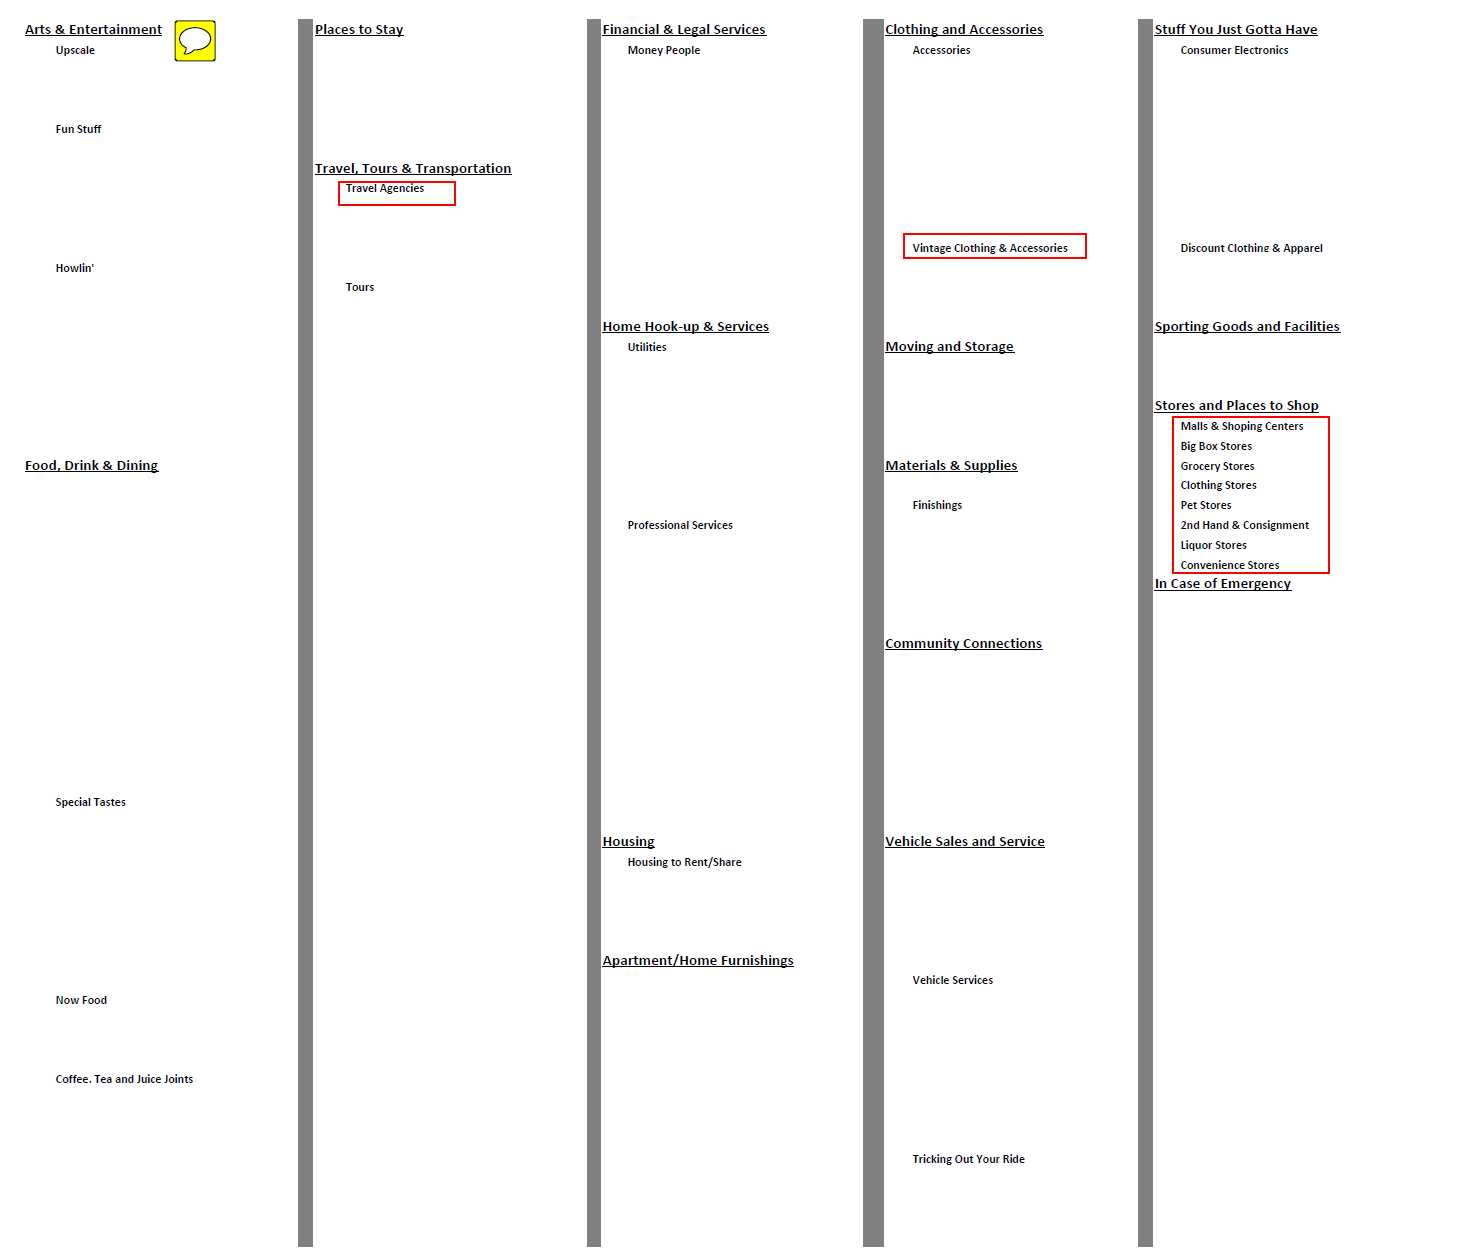 Arts & Entertainment
Upscale
Fun Stuff
Howlin'
Food, Drink & Dining
Special Tastes
Now Food
Coffee. Tea and Juice Joints
Places to Stay
Travel, Tours & Transportation
Travel Agencies
Tours
Financial & Legal Services
Money People
Home Hook-up & Services
Utilities
Professional Services
Housing
Housing to Rent/Share
Apartment/Home Furnishings
Clothing and Accessories
Accessories
Vintage Clothing & Accessories
Moving and Storage
Materials & Supplies
Finishings
Community Connections
Vehicle Sales and Service
Vehicle Services
Tricking Out Your Ride
Stuff You Just Gotta Have
Consumer Electronics
Discount Clothing & Apparel
Sporting Goods and Facilities
Stores and Places to Shop
Malls & Shoping Centers
Big Box Stores
Grocery Stores
Clothing Stores
Pet Stores
2nd Hand & Consignment
Liquor Stores
Convenience Stores
In Case of Emergency